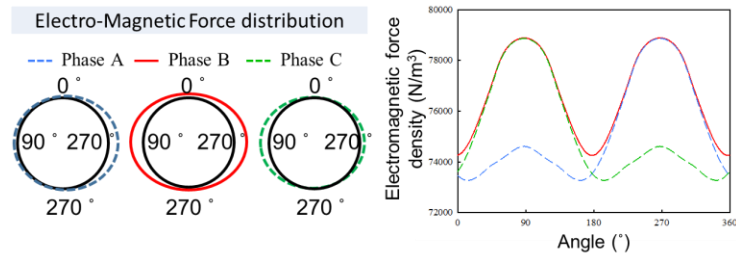 Electro-Magnetic Force distribution
Phase A Phase B Phase C
0° 0° 0°
90° 270° 90° 270° 90° 270°
270° 270° 270°
Electromagnetic force
density (N/m³)
80000
78000
76000
74000
72000
0 90 180 270 360
Angle (°)